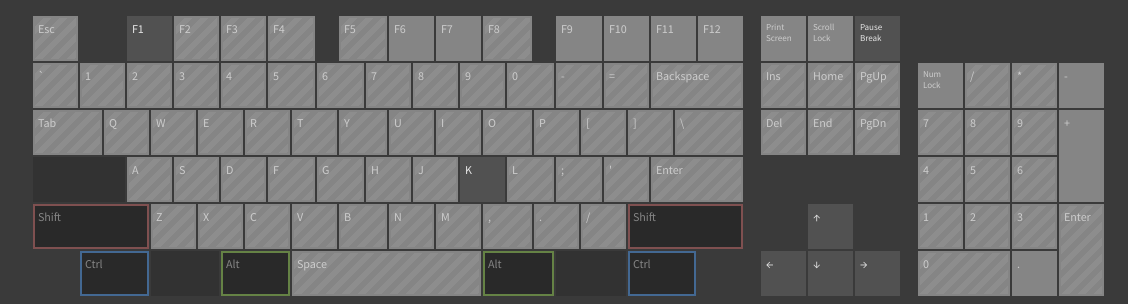 Esc F1 F2 F3 F4 F5 F6 F7 F8 F9 F10 F11 F12 Print Screen Scroll Lock Pause Break
` 1 2 3 4 5 6 7 8 9 0 - = Backspace Ins Home PgUp Num Lock / * -
Tab Q W E R T Y U I O P [ ] \ Del End PgDn 7 8 9 +
A S D F G H J K L ; ' Enter 4 5 6
Shift Z X C V B N M , . / Shift ↑ 1 2 3 Enter
Ctrl Alt Space Alt Ctrl ← ↓ → 0 .